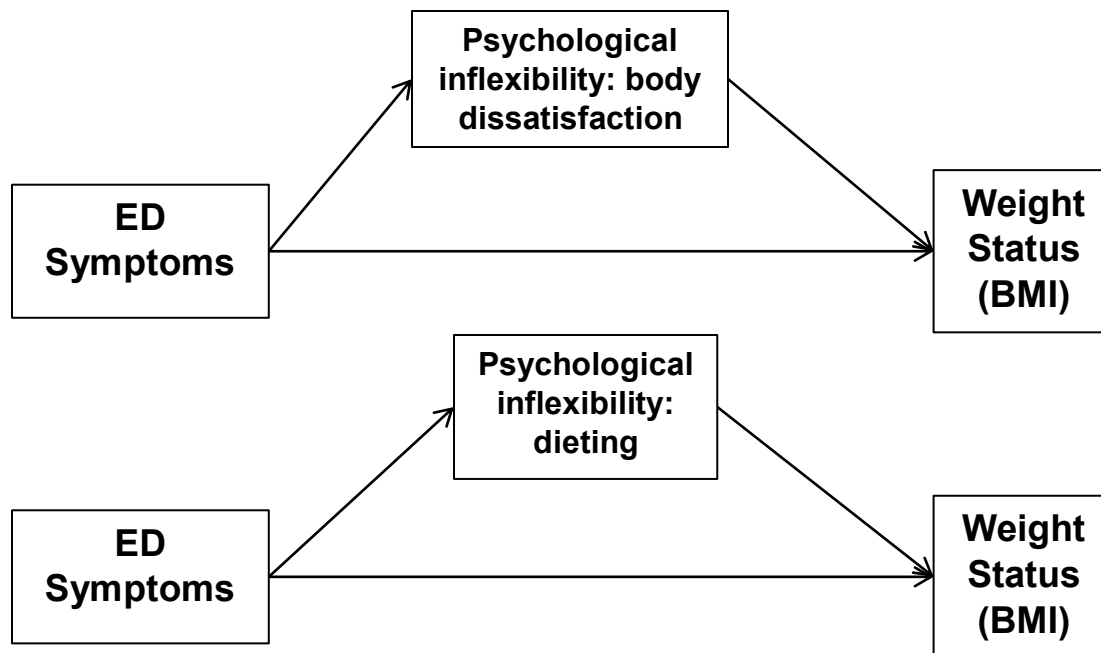 Psychological
inflexibility: body
dissatisfaction
ED
Symptoms
Weight
Status
(BMI)
Psychological
inflexibility:
dieting
ED
Symptoms
Weight
Status
(BMI)